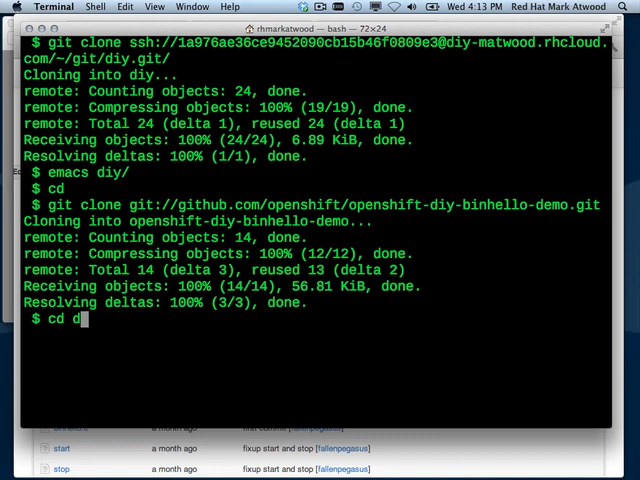 Terminal Shell Edit View Window Help Wed 4:13 PM Red Hat Mark Atwood
rhmarkatwood — bash — 72×24
$ git clone ssh://1a976ae36ce9452090cb15b46f0809e3@diy-matwood.rhcloud.
com/~/git/diy.git/
Cloning into diy...
remote: Counting objects: 24, done.
remote: Compressing objects: 100% (19/19), done.
remote: Total 24 (delta 1), reused 24 (delta 1)
Receiving objects: 100% (24/24), 6.89 KiB, done.
Resolving deltas: 100% (1/1), done.
$ emacs diy/
$ cd
$ git clone git://github.com/openshift/openshift-diy-binhello-demo.git
Cloning into openshift-diy-binhello-demo...
remote: Counting objects: 14, done.
remote: Compressing objects: 100% (12/12), done.
remote: Total 14 (delta 3), reused 13 (delta 2)
Receiving objects: 100% (14/14), 56.81 KiB, done.
Resolving deltas: 100% (3/3), done.
$ cd d
binhello.c a month ago first commit [fallenpegasus]
start a month ago fixup start and stop [fallenpegasus]
stop a month ago fixup start and stop [fallenpegasus]